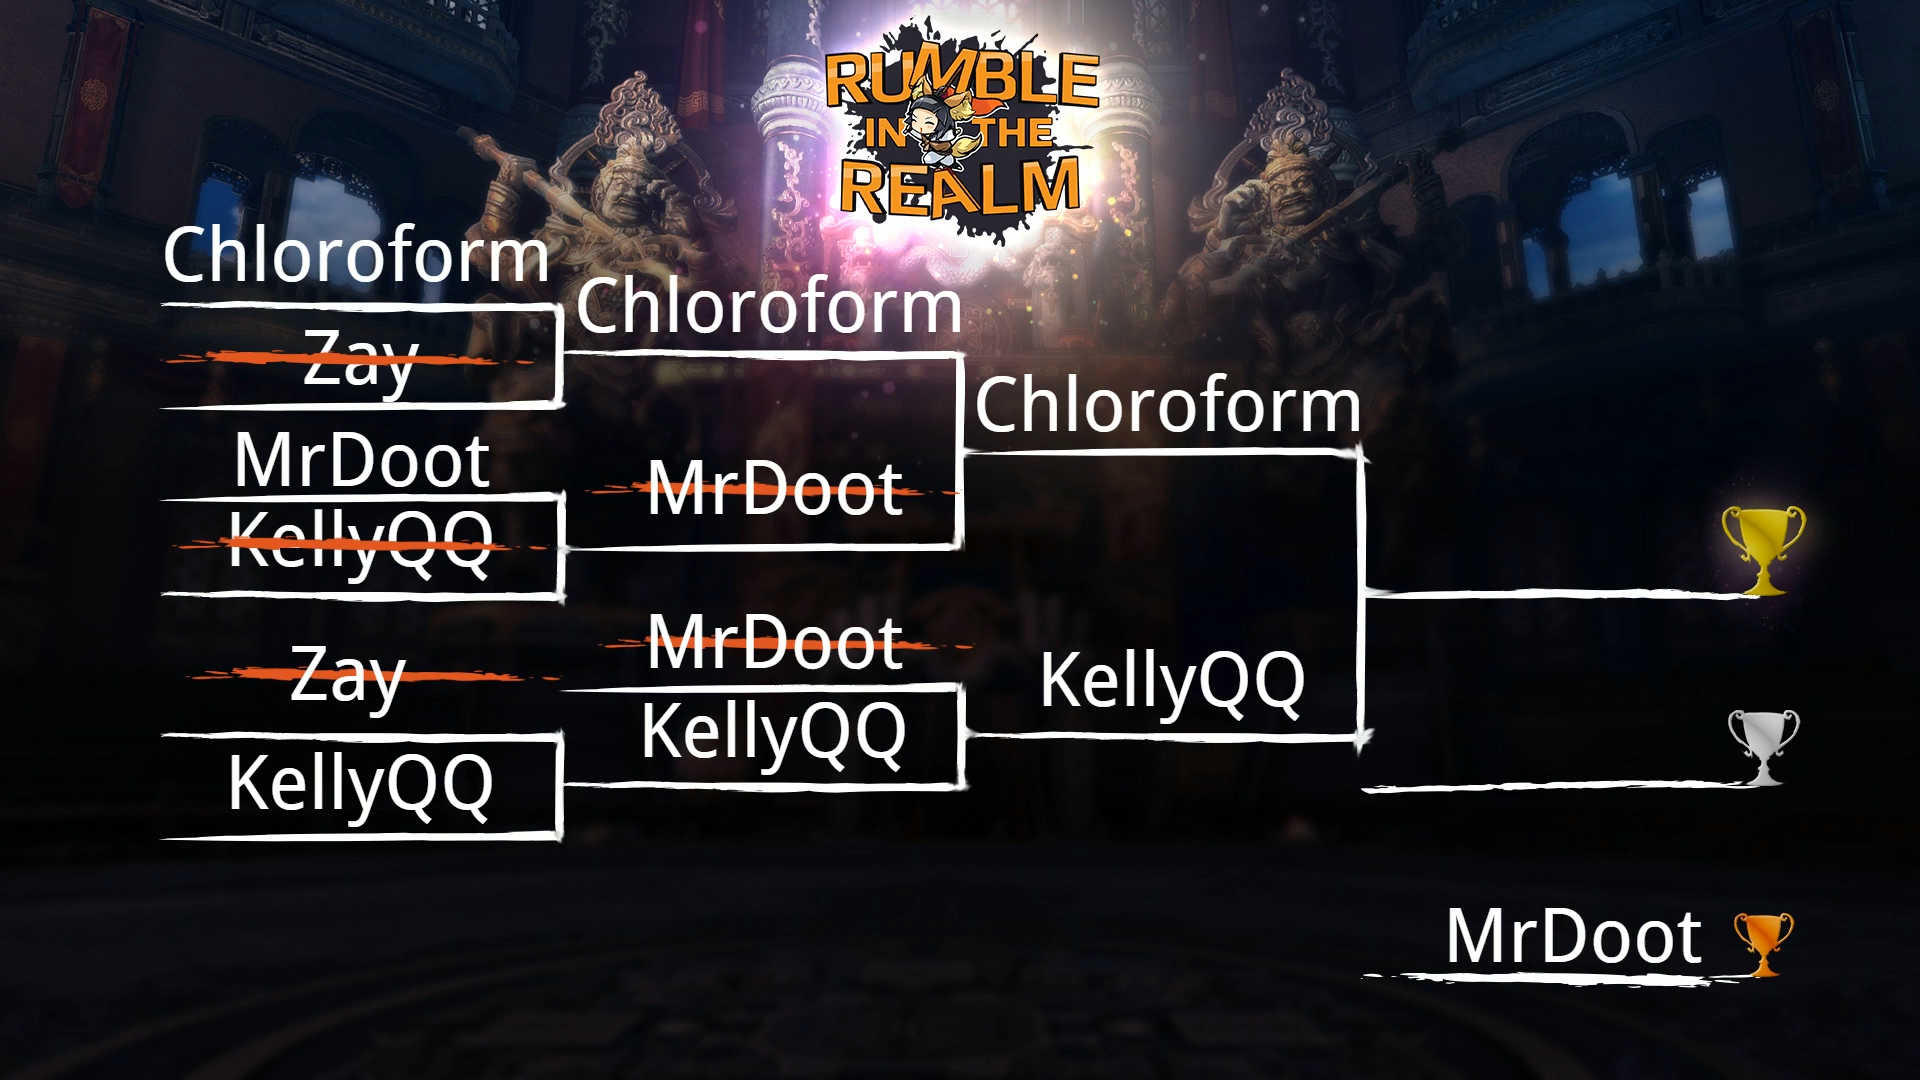 RUMBLE
IN THE
REALM
Chloroform
Zay
MrDoot
KellyQQ
Zay
KellyQQ
Chloroform
MrDoot
MrDoot
KellyQQ
Chloroform
KellyQQ
MrDoot